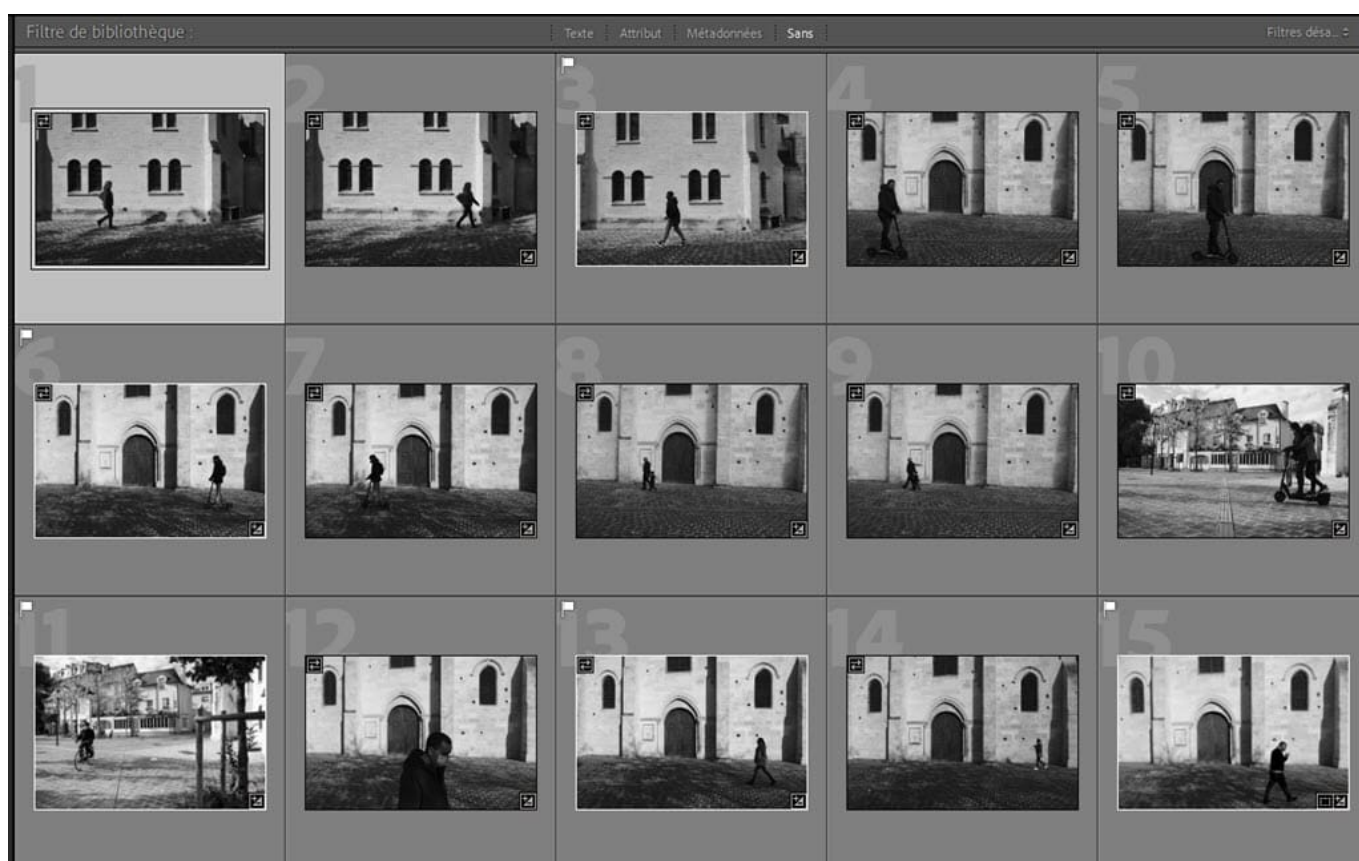 Filtre de bibliothèque :
Texte Attribut Métadonnées Sans
Filtres désa...
1 2 3 4 5
6 7 8 9 10
11 12 13 14 15